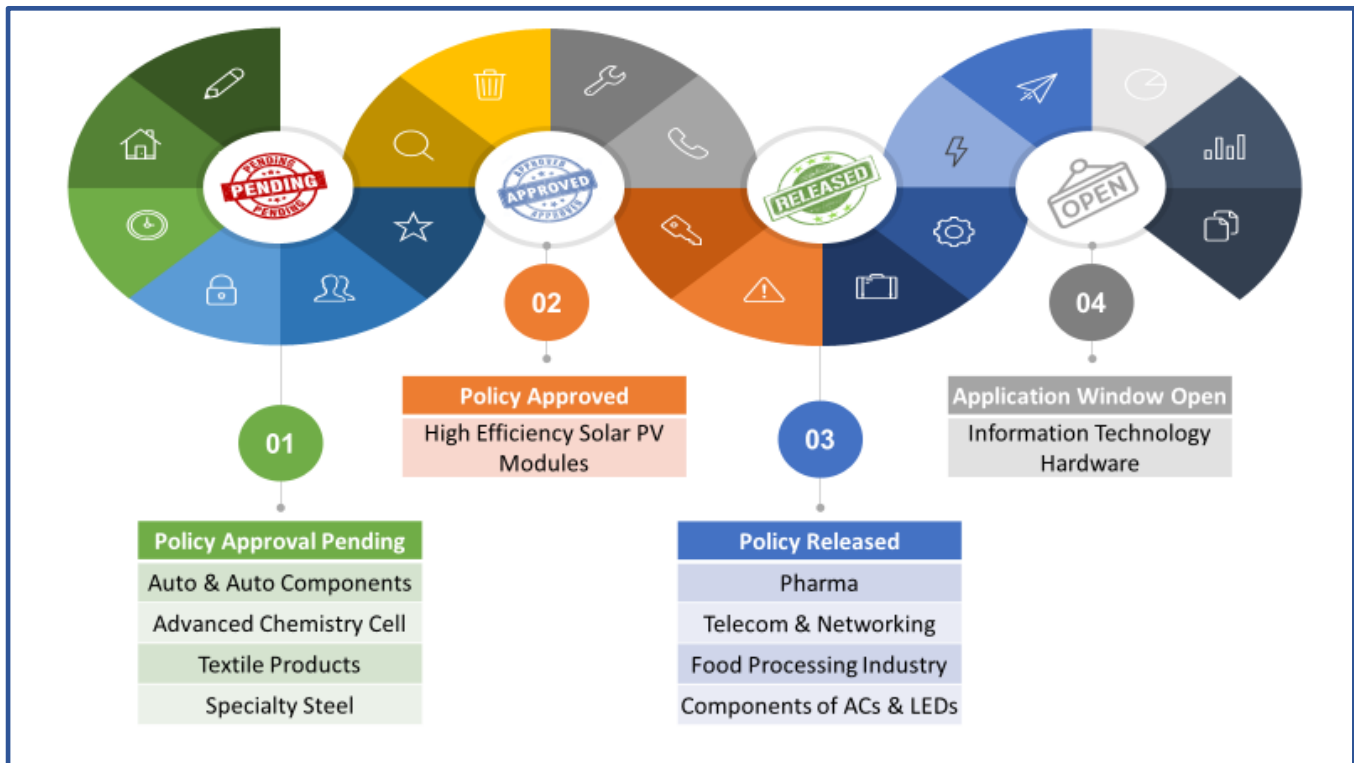 PENDING
PENDING
PENDING
APPROVED
APPROVED
APPROVED
RELEASED
OPEN
01
Policy Approval Pending
Auto & Auto Components
Advanced Chemistry Cell
Textile Products
Specialty Steel
02
Policy Approved
High Efficiency Solar PV
Modules
03
Policy Released
Pharma
Telecom & Networking
Food Processing Industry
Components of ACs & LEDs
04
Application Window Open
Information Technology
Hardware